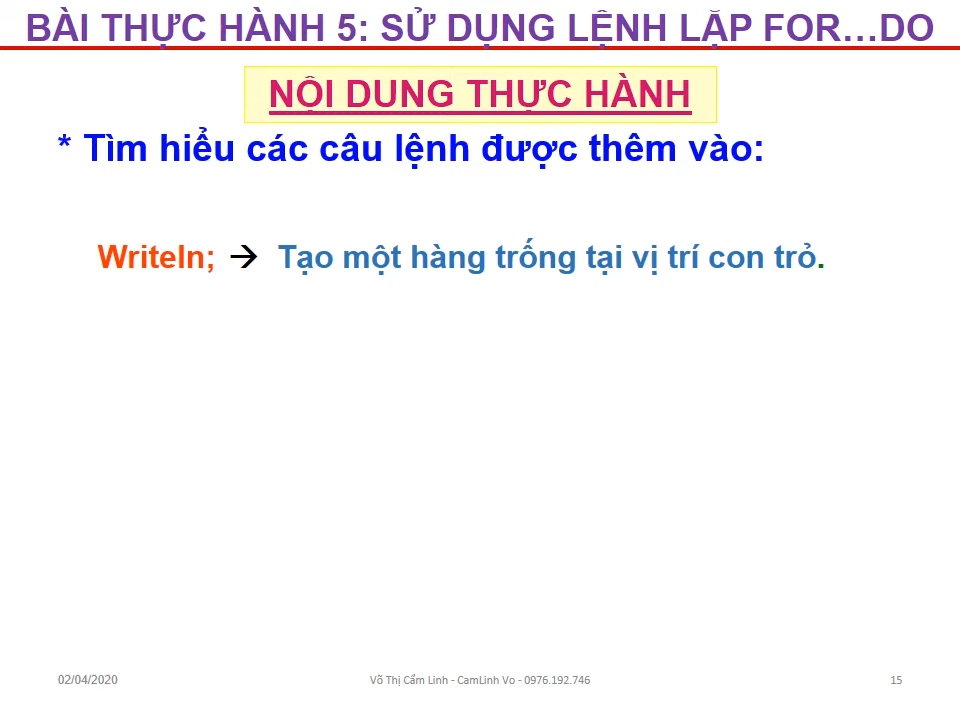 BÀI THỰC HÀNH 5: SỬ DỤNG LỆNH LẶP FOR...DO
NỘI DUNG THỰC HÀNH
* Tìm hiểu các câu lệnh được thêm vào:
Writeln; → Tạo một hàng trống tại vị trí con trỏ.
02/04/2020
Võ Thị Cẩm Linh - CamLinh Vo - 0976.192.746
15